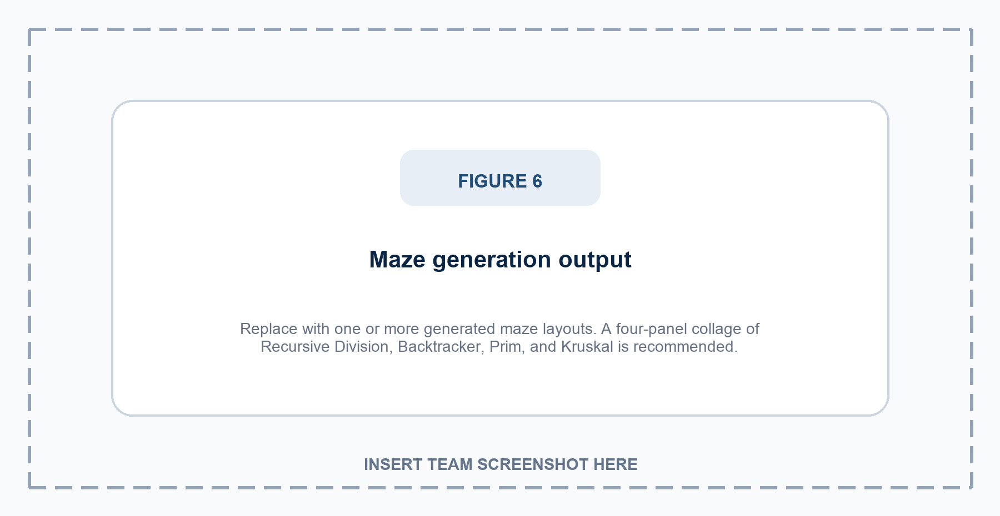 FIGURE 6
Maze generation output
Replace with one or more generated maze layouts. A four-panel collage of
Recursive Division, Backtracker, Prim, and Kruskal is recommended.
INSERT TEAM SCREENSHOT HERE